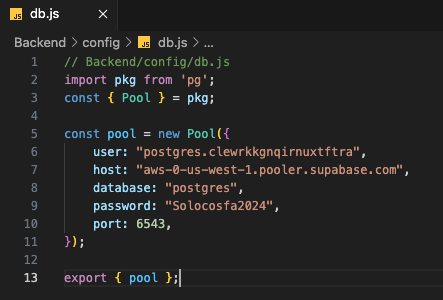 JS db.js ×
Backend > config > JS db.js > ...
1 // Backend/config/db.js
2 import pkg from 'pg';
3 const { Pool } = pkg;
4
5 const pool = new Pool({
6     user: "postgres.clewrkkgnqirnuxtftra",
7     host: "aws-0-us-west-1.pooler.supabase.com",
8     database: "postgres",
9     password: "Solocosfa2024",
10     port: 6543,
11 });
12
13 export { pool };